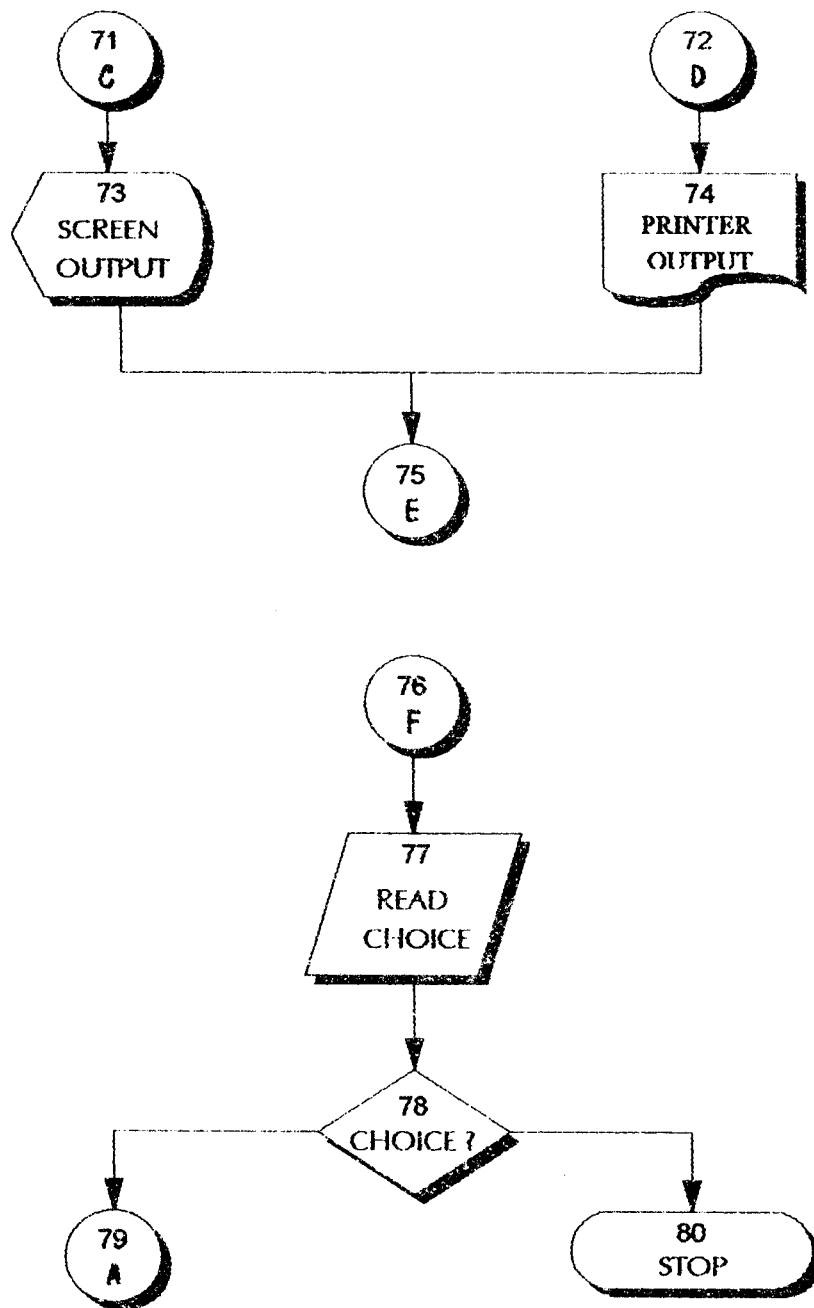 71
C
72
D
73
SCREEN
OUTPUT
74
PRINTER
OUTPUT
75
E
76
F
77
READ
CHOICE
78
CHOICE ?
79
A
80
STOP